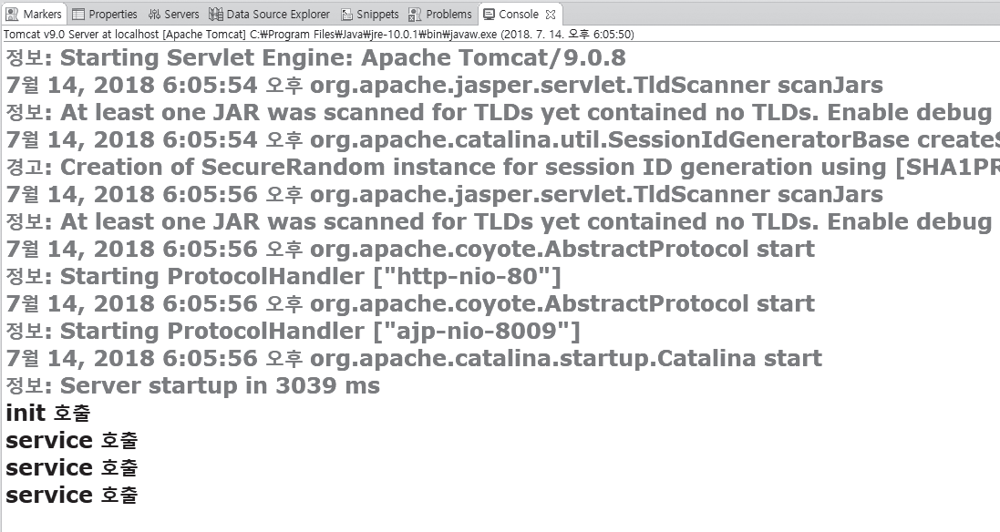 Markers Properties Servers Data Source Explorer Snippets Problems Console
Tomcat v9.0 Server at localhost [Apache Tomcat] C:₩Program Files₩Java₩jre-10.0.1₩bin₩javaw.exe (2018. 7. 14. 오후 6:05:50)
정보: Starting Servlet Engine: Apache Tomcat/9.0.8
7월 14, 2018 6:05:54 오후 org.apache.jasper.servlet.TldScanner scanJars
정보: At least one JAR was scanned for TLDs yet contained no TLDs. Enable debug
7월 14, 2018 6:05:54 오후 org.apache.catalina.util.SessionIdGeneratorBase createS
경고: Creation of SecureRandom instance for session ID generation using [SHA1PR
7월 14, 2018 6:05:56 오후 org.apache.jasper.servlet.TldScanner scanJars
정보: At least one JAR was scanned for TLDs yet contained no TLDs. Enable debug
7월 14, 2018 6:05:56 오후 org.apache.coyote.AbstractProtocol start
정보: Starting ProtocolHandler ["http-nio-80"]
7월 14, 2018 6:05:56 오후 org.apache.coyote.AbstractProtocol start
정보: Starting ProtocolHandler ["ajp-nio-8009"]
7월 14, 2018 6:05:56 오후 org.apache.catalina.startup.Catalina start
정보: Server startup in 3039 ms
init 호출
service 호출
service 호출
service 호출